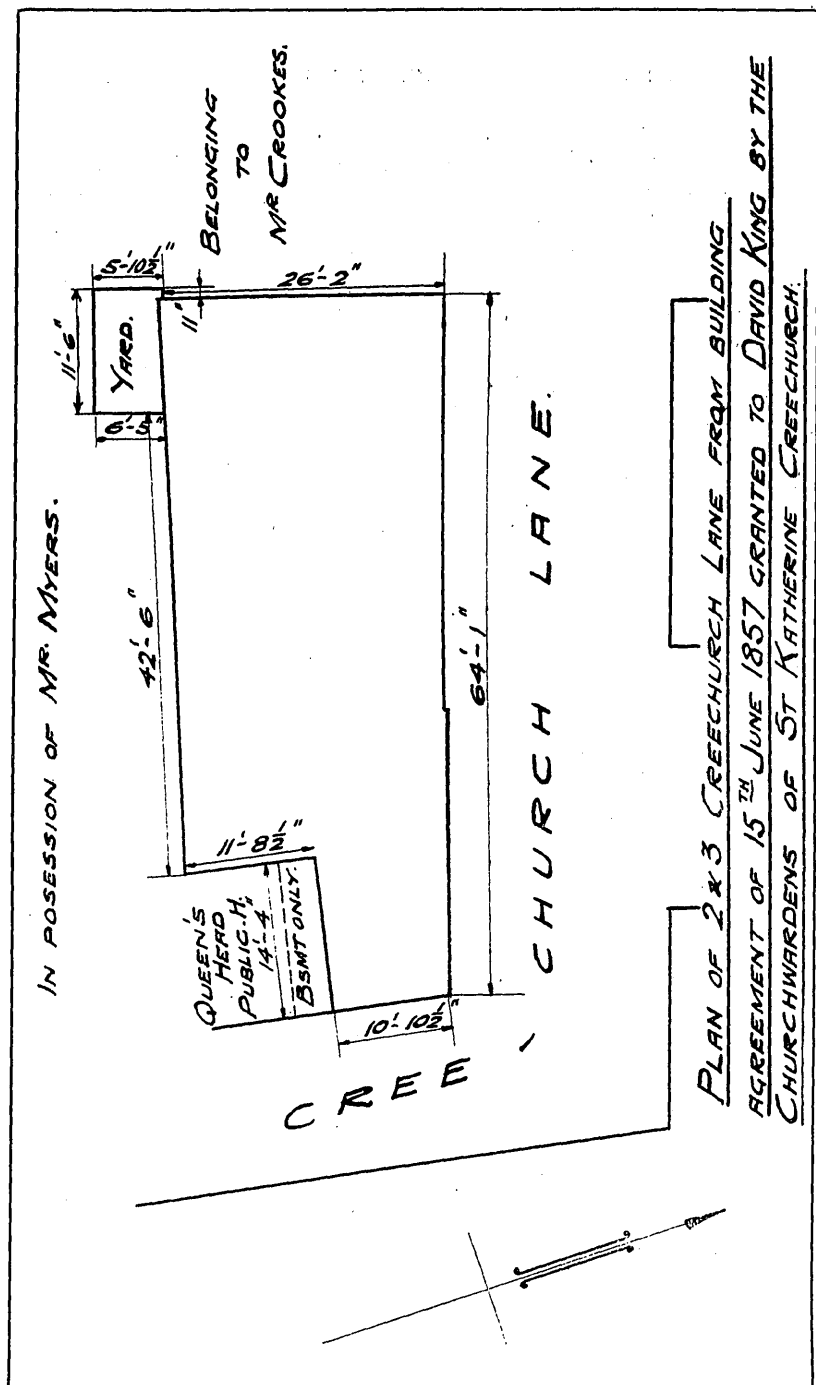 IN POSESSION OF MR. MYERS.
BELONGING
TO
MR CROOKES.
5'-10½"
11'-6"
YARD.
6'-5"
11"
26'-2"
42'-6"
QUEEN'S
HEAD
PUBLIC. H.
14'-4"
BSMT ONLY.
11'-8½"
10'-10½"
64'-1"
CREE CHURCH LANE.
PLAN OF 2 & 3 CREECHURCH LANE FROM BUILDING
AGREEMENT OF 15TH JUNE 1857 GRANTED TO DAVID KING BY THE
CHURCHWARDENS OF ST KATHERINE CREECHURCH.